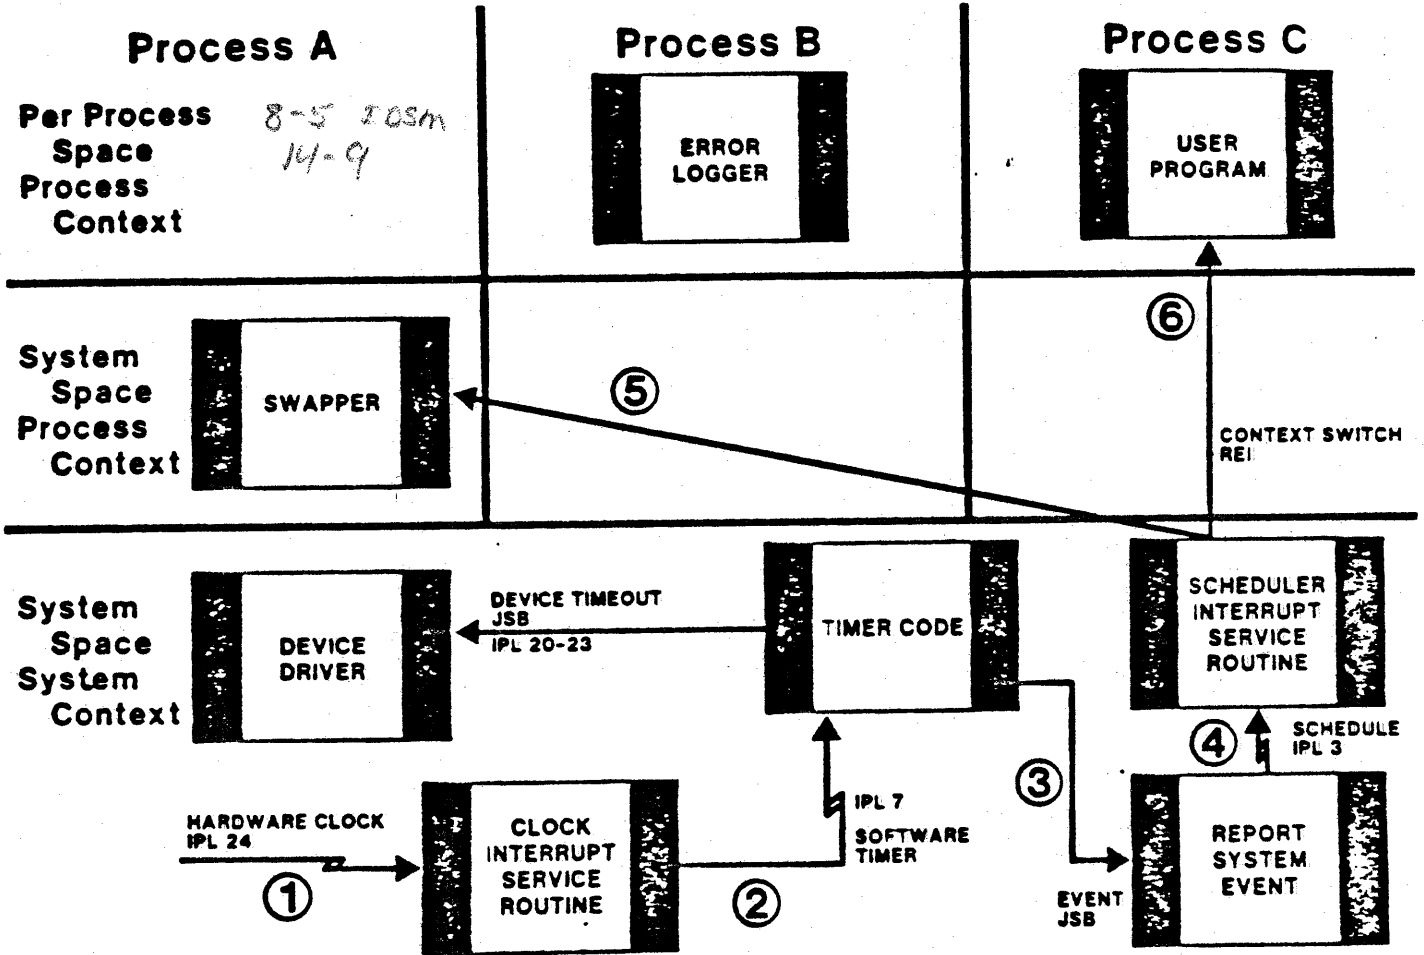 Process A
Process B
Process C
Per Process
Space
Process
Context
8-5
14-9
ERROR
LOGGER
USER
PROGRAM
6
System
Space
Process
Context
SWAPPER
5
CONTEXT SWITCH
REI
System
Space
System
Context
DEVICE
DRIVER
DEVICE TIMEOUT
JSB
IPL 20-23
TIMER CODE
SCHEDULER
INTERRUPT
SERVICE
ROUTINE
4
SCHEDULE
IPL 3
3
HARDWARE CLOCK
IPL 24
1
CLOCK
INTERRUPT
SERVICE
ROUTINE
2
IPL 7
SOFTWARE
TIMER
EVENT
JSB
REPORT
SYSTEM
EVENT